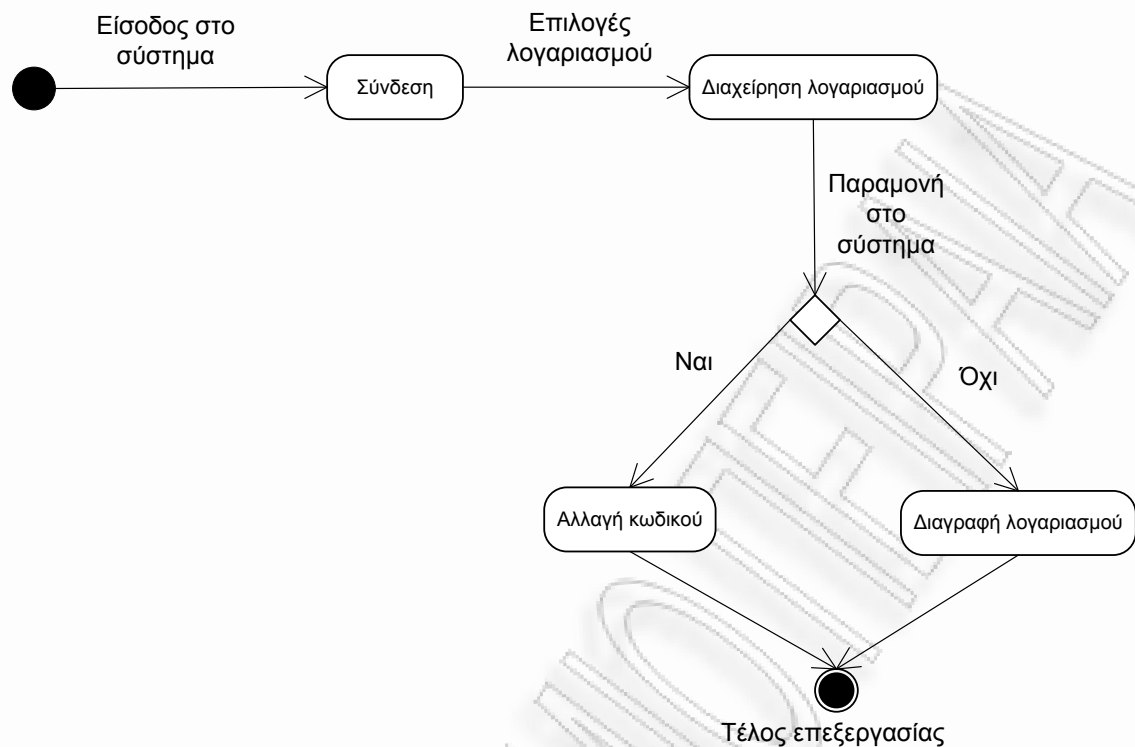 Είσοδος στο
σύστημα
Επιλογές
λογαριασμού
Σύνδεση
Διαχείρηση λογαριασμού
Παραμονή
στο
σύστημα
Ναι
Όχι
Αλλαγή κωδικού
Διαγραφή λογαριασμού
Τέλος επεξεργασίας